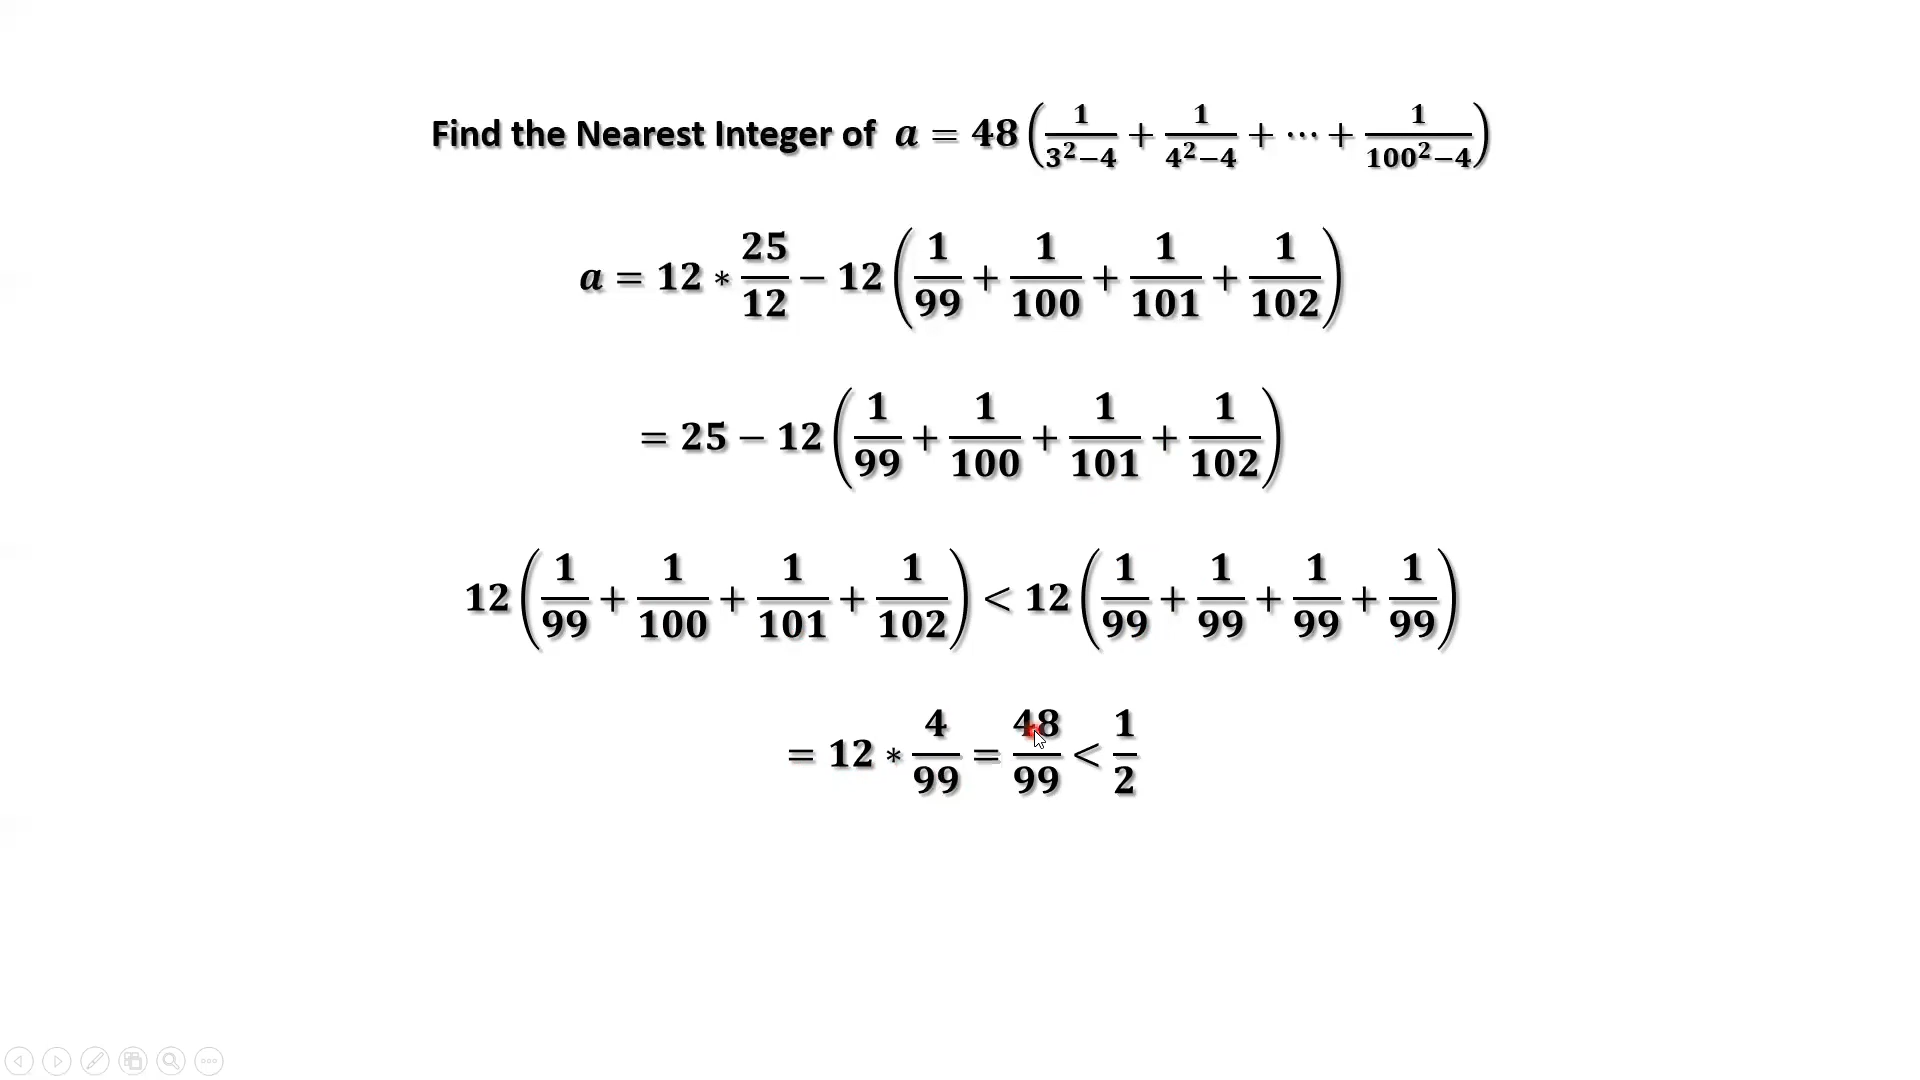 Find the Nearest Integer of a = 48(1/(3²−4) + 1/(4²−4) + ⋯ + 1/(100²−4))
a = 12 * 25/12 − 12(1/99 + 1/100 + 1/101 + 1/102)
= 25 − 12(1/99 + 1/100 + 1/101 + 1/102)
12(1/99 + 1/100 + 1/101 + 1/102) < 12(1/99 + 1/99 + 1/99 + 1/99)
= 12 * 4/99 = 48/99 < 1/2